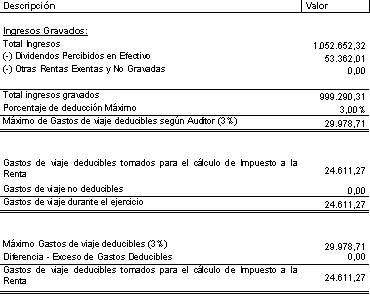 Descripción Valor
Ingresos Gravados:
Total Ingresos 1.052.652,32
(-) Dividendos Percibidos en Efectivo 53.362,01
(-) Otras Rentas Exentas y No Gravadas 0,00
Total ingresos gravados 999.290,31
Porcentaje de deducción Máximo 3,00%
Máximo de Gastos de viaje deducibles según Auditor (3%) 29.978,71
Gastos de viaje deducibles tomados para el cálculo de Impuesto a la
Renta 24.611,27
Gastos de viaje no deducibles 0,00
Gastos de viaje durante el ejercicio 24.611,27
Máximo Gastos de viaje deducibles (3%) 29.978,71
Diferencia - Exceso de Gastos Deducibles 0,00
Gastos de viaje deducibles tomados para el cálculo de Impuesto a la
Renta 24.611,27